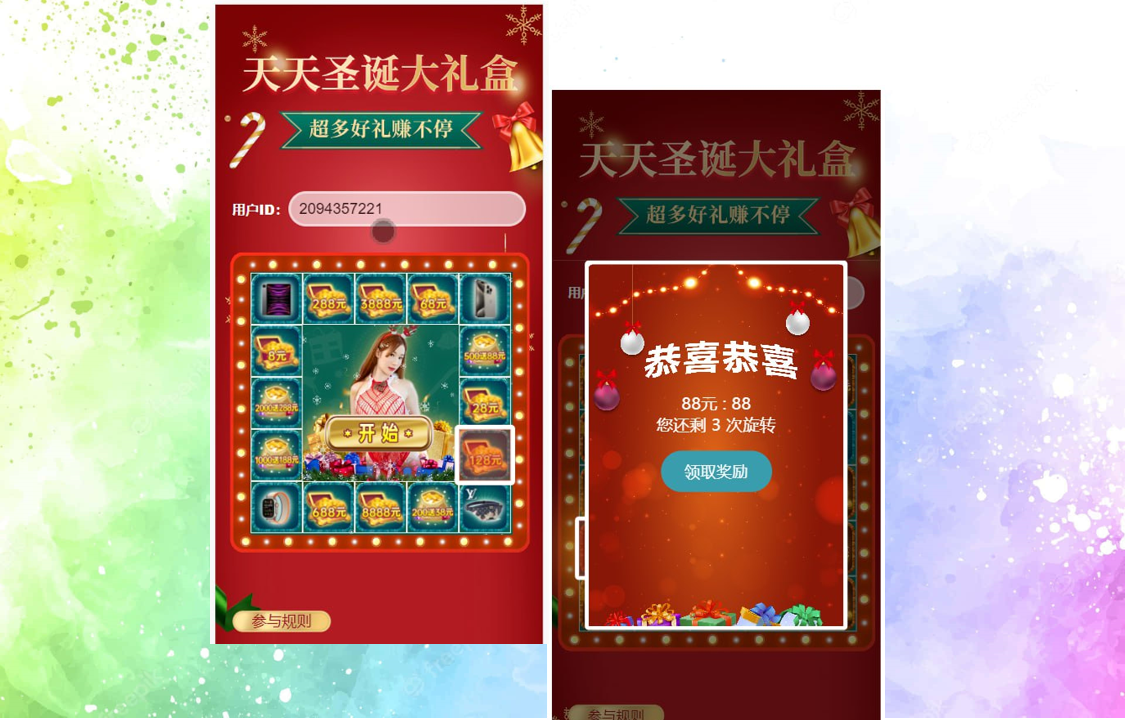 天天圣诞大礼盒
超多好礼赚不停
用户ID：
2094357221
288元
3888元
68元
8元
500送88元
2000送288元
28元
开始
1000送188元
128元
688元
8888元
200送38元
参与规则
天天圣诞大礼盒
超多好礼赚不停
用户
恭喜恭喜
88元 : 88
您还剩 3 次旋转
领取奖励
参与规则